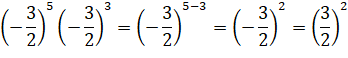 (−3/2)⁵ (−3/2)³ = (−3/2)⁵⁻³ = (−3/2)² = (3/2)²